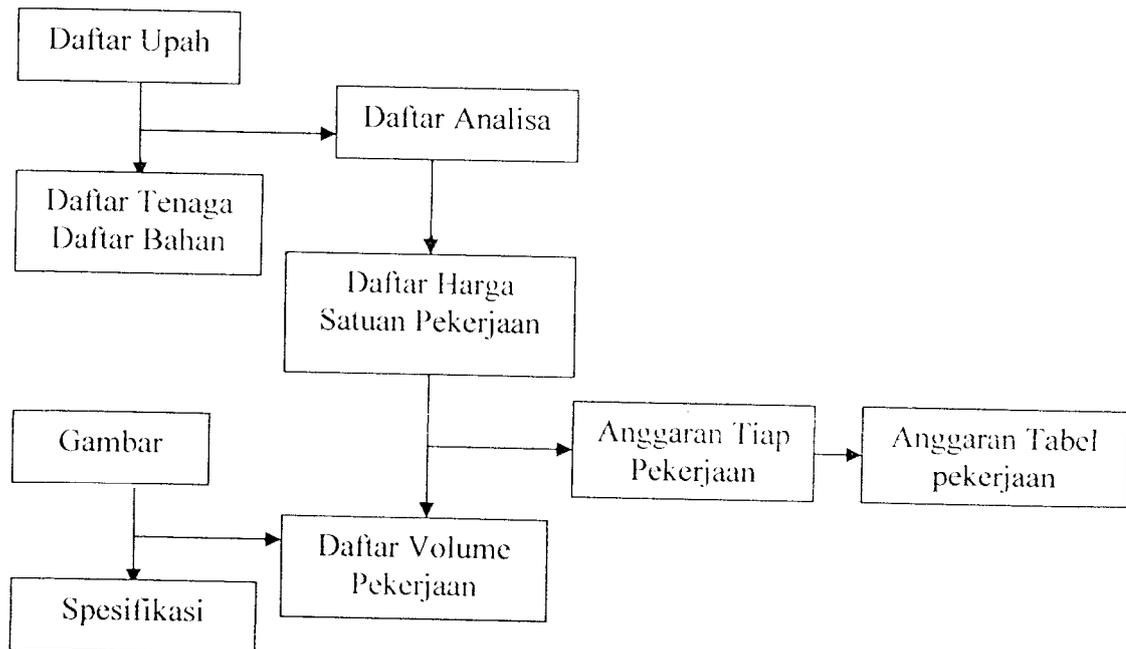 Daftar Upah
Daftar Analisa
Daftar Tenaga
Daftar Bahan
Daftar Harga
Satuan Pekerjaan
Gambar
Anggaran Tiap
Pekerjaan
Anggaran Tabel
pekerjaan
Daftar Volume
Pekerjaan
Spesifikasi